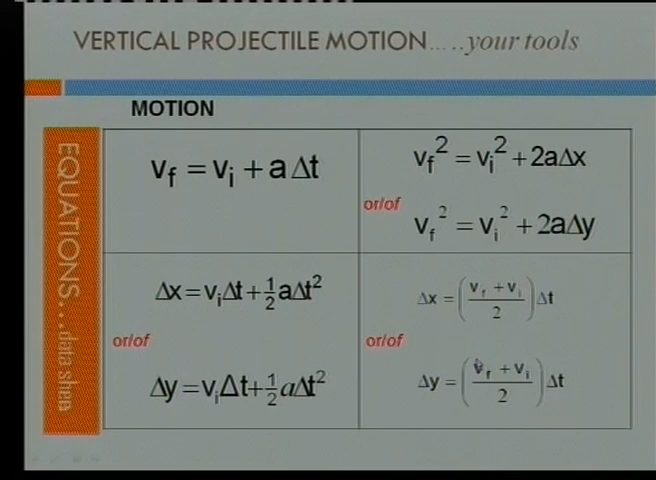 VERTICAL PROJECTILE MOTION.....your tools
MOTION
EQUATIONS...data sheet
v_f = v_i + a Δt
v_f² = v_i² + 2aΔx
or/of
v_f² = v_i² + 2aΔy
Δx = v_iΔt + ½aΔt²
or/of
Δy = v_iΔt + ½aΔt²
Δx = ((v_f + v_i)/2) Δt
or/of
Δy = ((v_f + v_i)/2) Δt